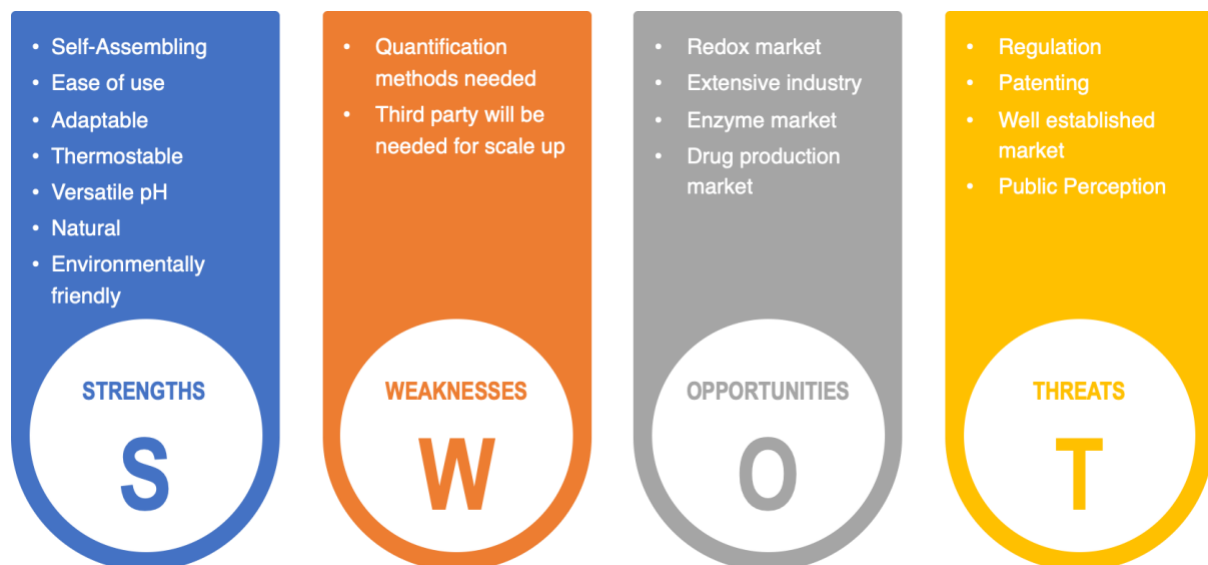 • Self-Assembling
• Ease of use
• Adaptable
• Thermostable
• Versatile pH
• Natural
• Environmentally
friendly
STRENGTHS
S
• Quantification
methods needed
• Third party will be
needed for scale up
WEAKNESSES
W
• Redox market
• Extensive industry
• Enzyme market
• Drug production
market
OPPORTUNITIES
O
• Regulation
• Patenting
• Well established
market
• Public Perception
THREATS
T